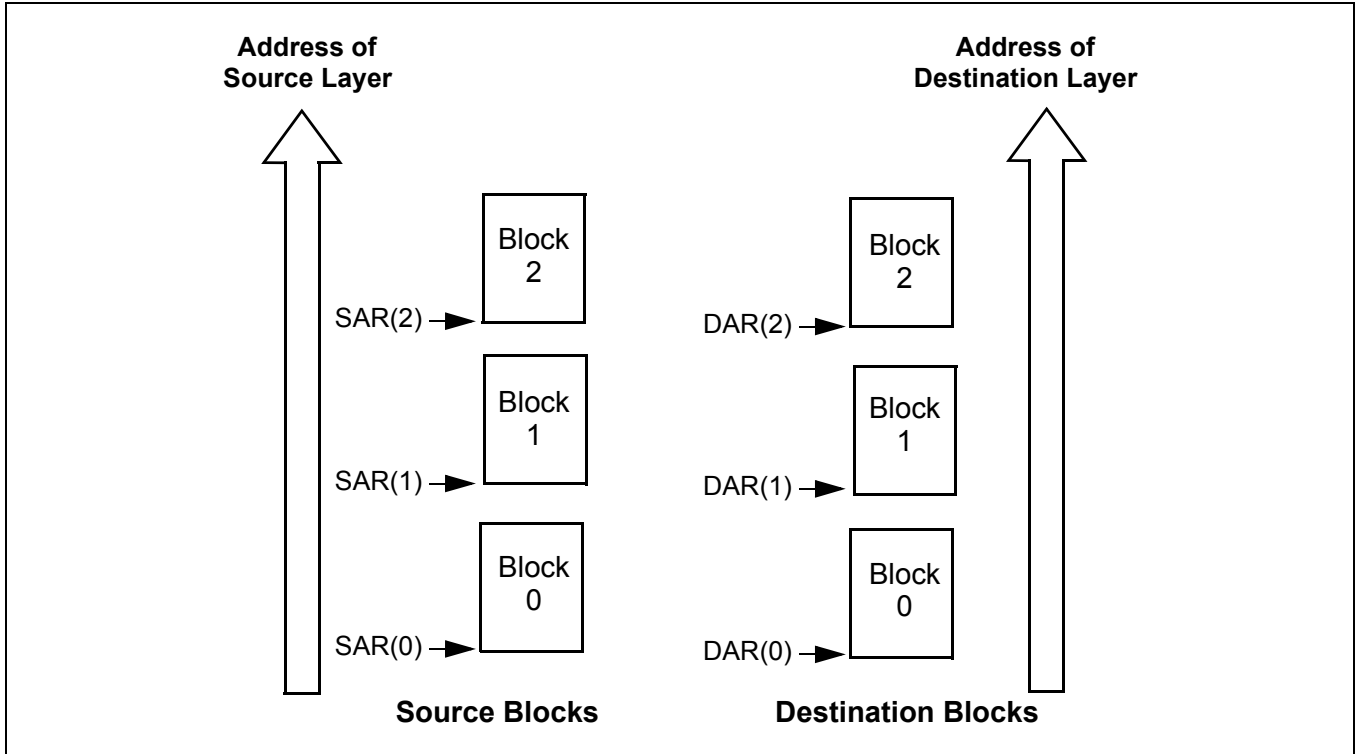 Address of
Source Layer
Address of
Destination Layer
Block
2
SAR(2)
Block
2
DAR(2)
Block
1
SAR(1)
Block
1
DAR(1)
Block
0
SAR(0)
Block
0
DAR(0)
Source Blocks
Destination Blocks